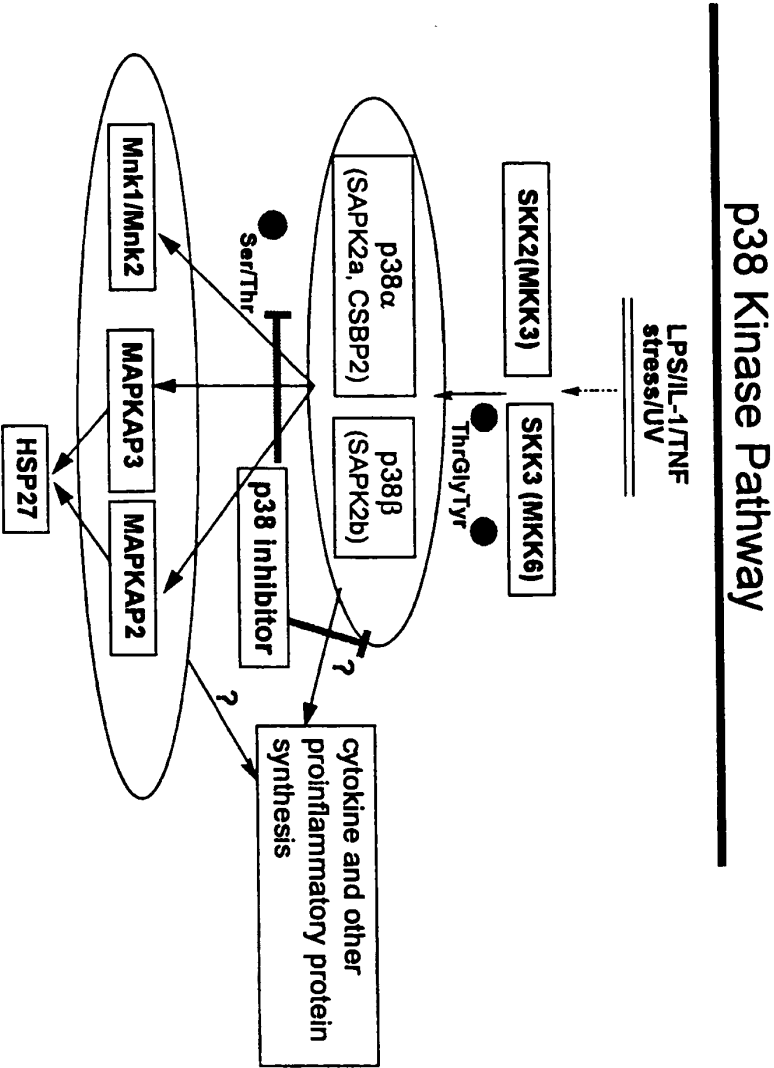 p38 Kinase Pathway
LPS/IL-1/TNF
stress/UV
SKK2(MKK3)
SKK3 (MKK6)
ThrGlyTyr
p38α
(SAPK2a, CSBP2)
p38β
(SAPK2b)
Ser/Thr
p38 inhibitor
?
cytokine and other
proinflammatory protein
synthesis
?
Mnk1/Mnk2
MAPKAP3
MAPKAP2
HSP27